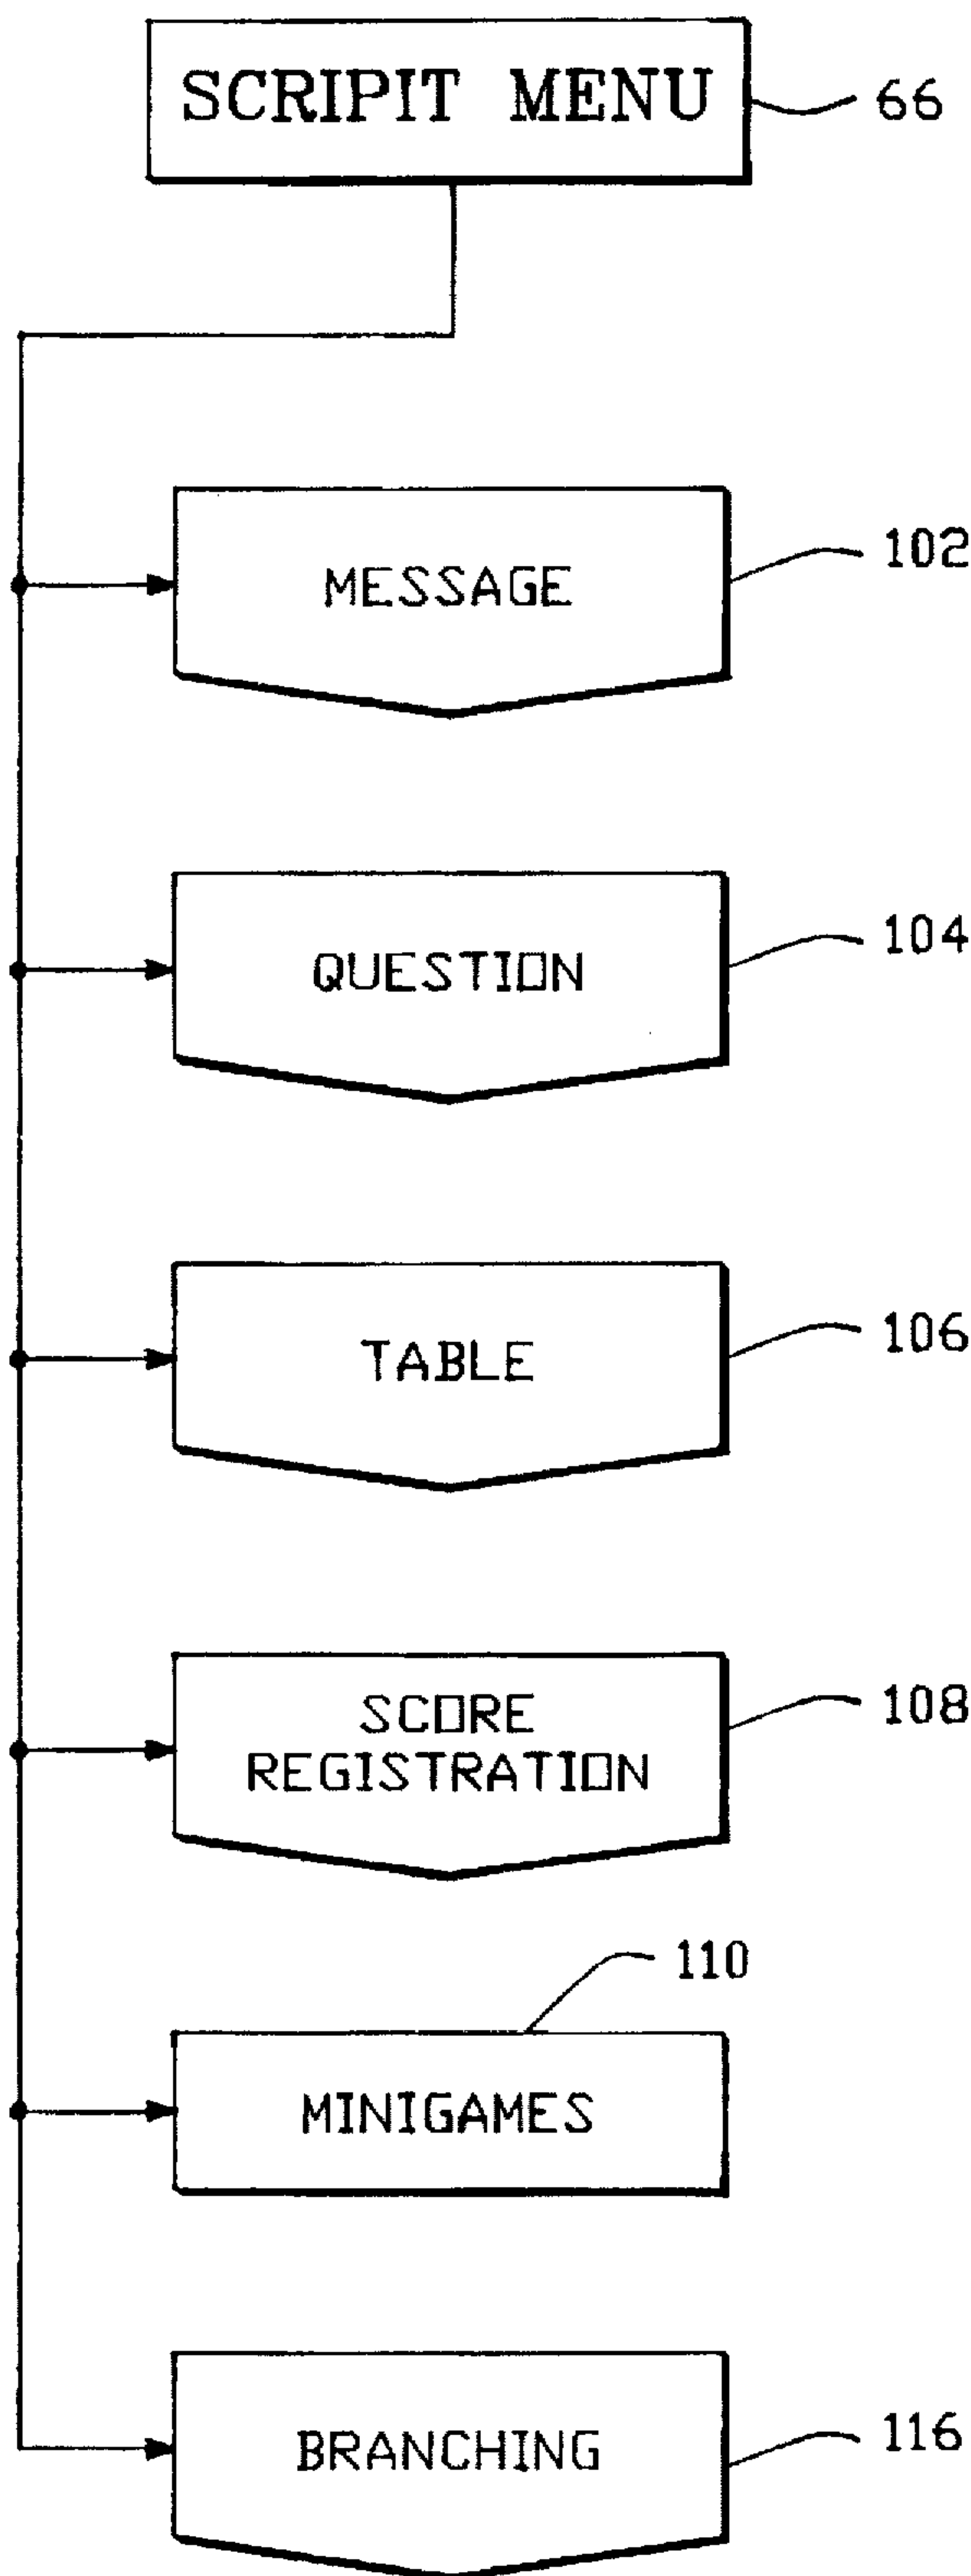 SCRIPIT MENU
66
MESSAGE
102
QUESTION
104
TABLE
106
SCORE
REGISTRATION
108
110
MINIGAMES
BRANCHING
116